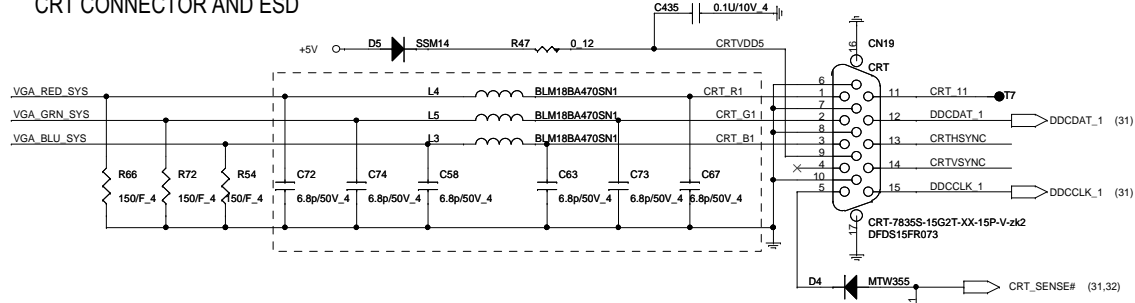 CRT CONNECTOR AND ESD
C435 0.1U/10V_4
+5V D5 SSM14 R47 0_12 CRTVDD5
16 CN19
CRT
VGA_RED_SYS L4 BLM18BA470SN1 CRT_R1
VGA_GRN_SYS L5 BLM18BA470SN1 CRT_G1
VGA_BLU_SYS L3 BLM18BA470SN1 CRT_B1
6
1 11 CRT_11 T7
7
2 12 DDCDAT_1 DDCDAT_1 (31)
8
3 13 CRTHSYNC
9
4 14 CRTVSYNC
10
5 15 DDCCLK_1 DDCCLK_1 (31)
R66 R72 R54 C72 C74 C58 C63 C73 C67
150/F_4 150/F_4 150/F_4 6.8p/50V_4 6.8p/50V_4 6.8p/50V_4 6.8p/50V_4 6.8p/50V_4 6.8p/50V_4
17 CRT-7835S-15G2T-XX-15P-V-zk2
DFDS15FR073
D4 MTW355 CRT_SENSE# (31,32)